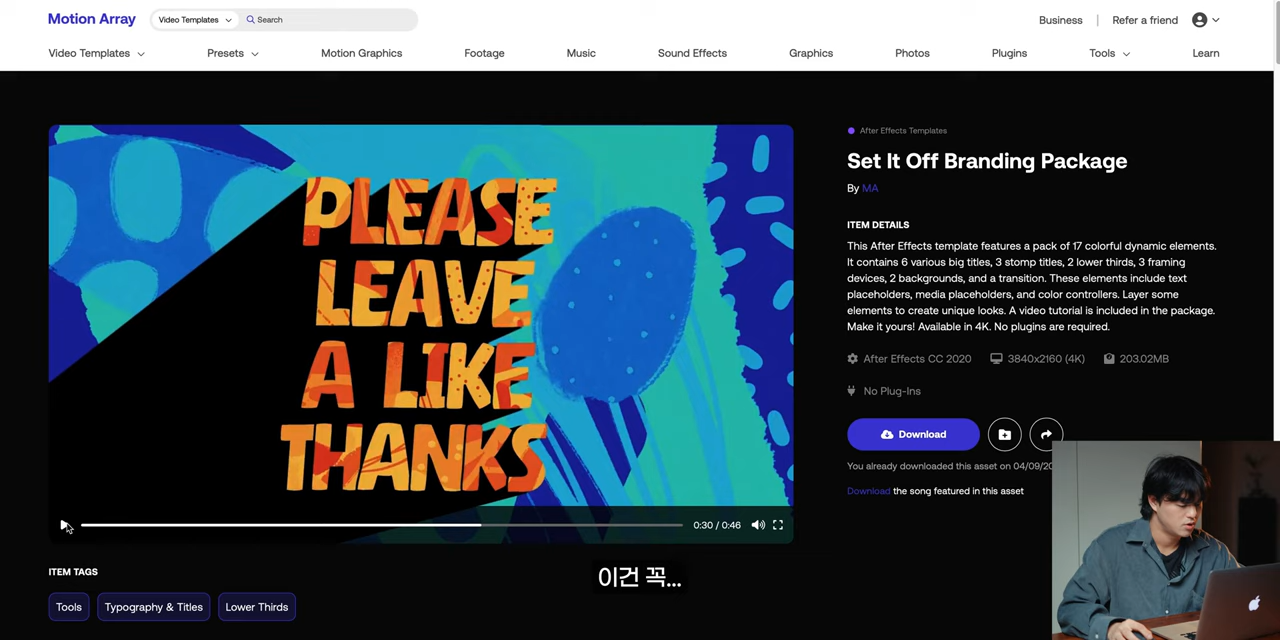 Motion Array
Video Templates
Search
Business | Refer a friend
Video Templates
Presets
Motion Graphics
Footage
Music
Sound Effects
Graphics
Photos
Plugins
Tools
Learn
PLEASE
LEAVE
A LIKE
THANKS
0:30 / 0:46
After Effects Templates
Set It Off Branding Package
By MA
ITEM DETAILS
This After Effects template features a pack of 17 colorful dynamic elements.
It contains 6 various big titles, 3 stomp titles, 2 lower thirds, 3 framing
devices, 2 backgrounds, and a transition. These elements include text
placeholders, media placeholders, and color controllers. Layer some
elements to create unique looks. A video tutorial is included in the package.
Make it yours! Available in 4K. No plugins are required.
After Effects CC 2020
3840x2160 (4K)
203.02MB
No Plug-Ins
Download
You already downloaded this asset on
Download the song featured in this asset
이건 꼭...
ITEM TAGS
Tools
Typography & Titles
Lower Thirds